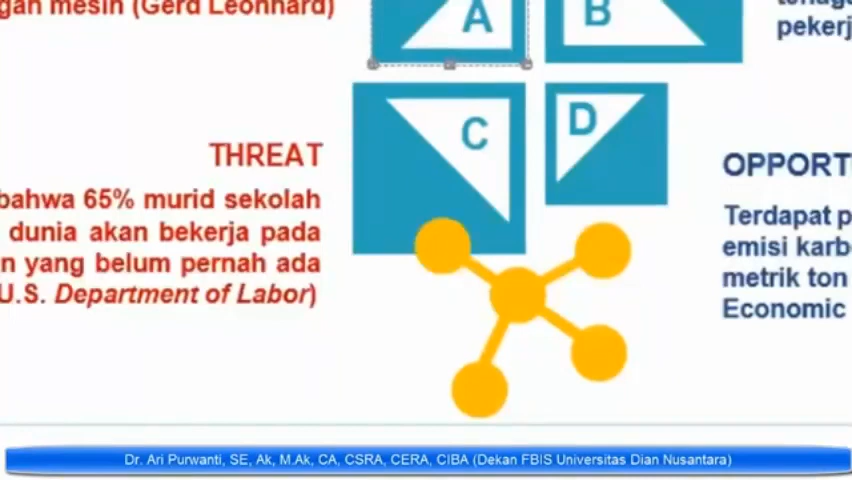 gan mesin (Gerd Leonhard)
A
B
pekerj
C
D
THREAT
bahwa 65% murid sekolah
dunia akan bekerja pada
n yang belum pernah ada
U.S. Department of Labor)
OPPORT
Terdapat p
emisi karb
metrik ton
Economic
Dr. Ari Purwanti, SE, Ak, M.Ak, CA, CSRA, CERA, CIBA (Dekan FBIS Universitas Dian Nusantara)